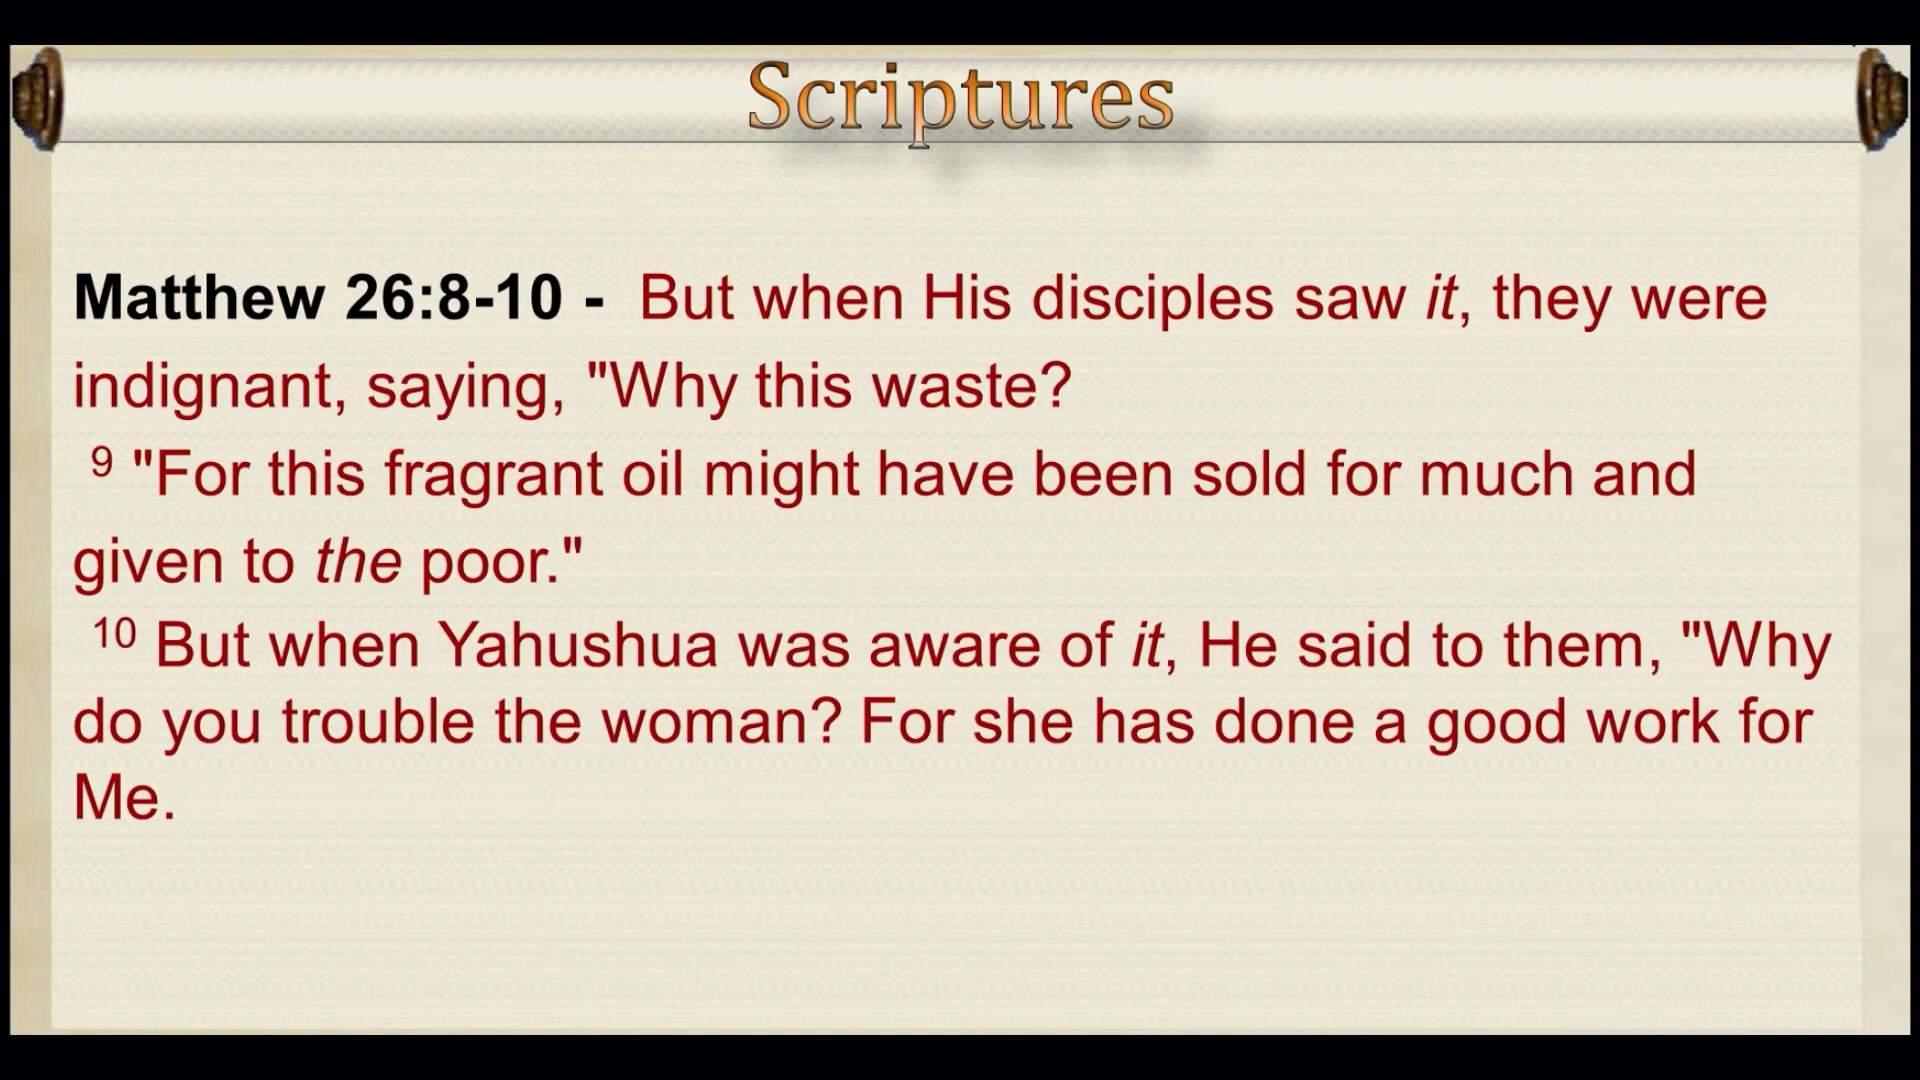 Scriptures
Matthew 26:8-10 - But when His disciples saw it, they were
indignant, saying, "Why this waste?
9 "For this fragrant oil might have been sold for much and
given to the poor."
10 But when Yahushua was aware of it, He said to them, "Why
do you trouble the woman? For she has done a good work for
Me.